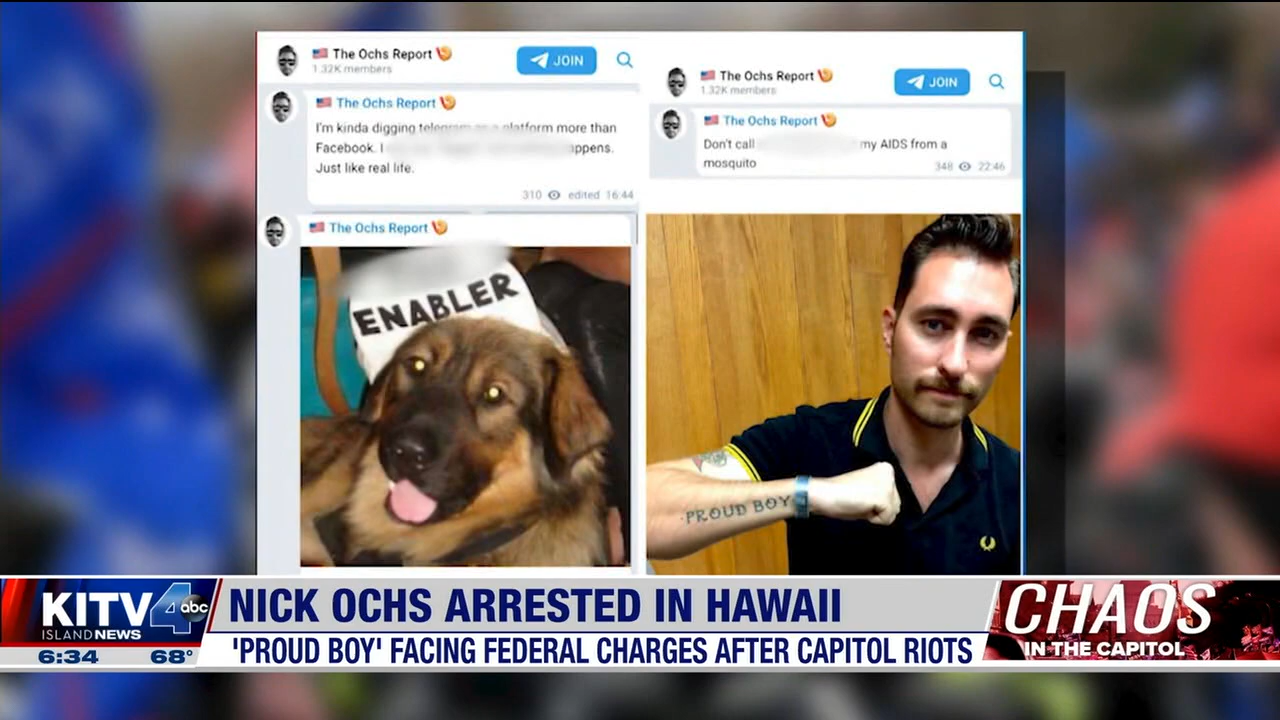 The Ochs Report
1.32K members
JOIN
The Ochs Report
I'm kinda digging telegram as a platform more than
Facebook. I appens.
Just like real life.
310 edited 16:44
The Ochs Report
ENABLER
The Ochs Report
1.32K members
JOIN
The Ochs Report
Don't call my AIDS from a
mosquito
348 22:46
PROUD BOY
KITV 4 abc
ISLAND NEWS
6:34 68°
NICK OCHS ARRESTED IN HAWAII
'PROUD BOY' FACING FEDERAL CHARGES AFTER CAPITOL RIOTS
CHAOS
IN THE CAPITOL